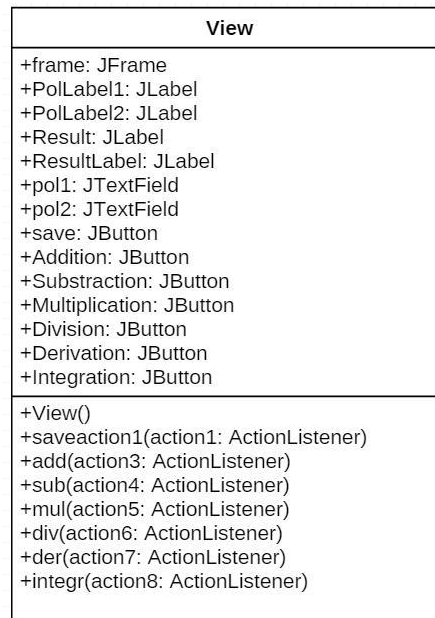 View
+frame: JFrame
+PolLabel1: JLabel
+PolLabel2: JLabel
+Result: JLabel
+ResultLabel: JLabel
+pol1: JTextField
+pol2: JTextField
+save: JButton
+Addition: JButton
+Substraction: JButton
+Multiplication: JButton
+Division: JButton
+Derivation: JButton
+Integration: JButton
+View()
+saveaction1(action1: ActionListener)
+add(action3: ActionListener)
+sub(action4: ActionListener)
+mul(action5: ActionListener)
+div(action6: ActionListener)
+der(action7: ActionListener)
+integr(action8: ActionListener)